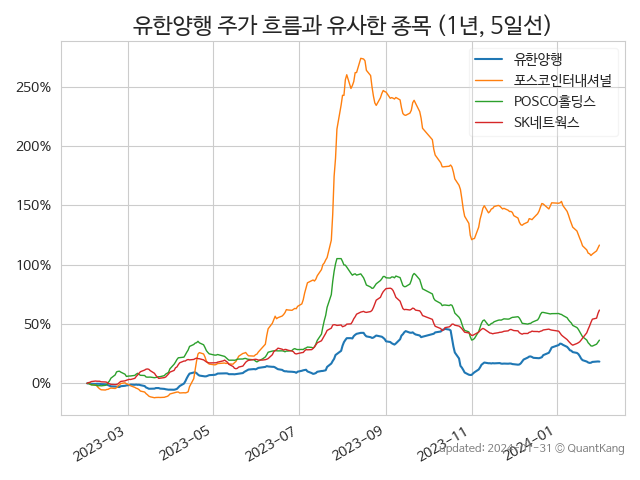 유한양행 주가 흐름과 유사한 종목 (1년, 5일선)
유한양행
포스코인터내셔널
POSCO홀딩스
SK네트웍스
250%
200%
150%
100%
50%
0%
2023-03
2023-05
2023-07
2023-09
2023-11
2024-01
updated: 2024-01-31 © QuantKang